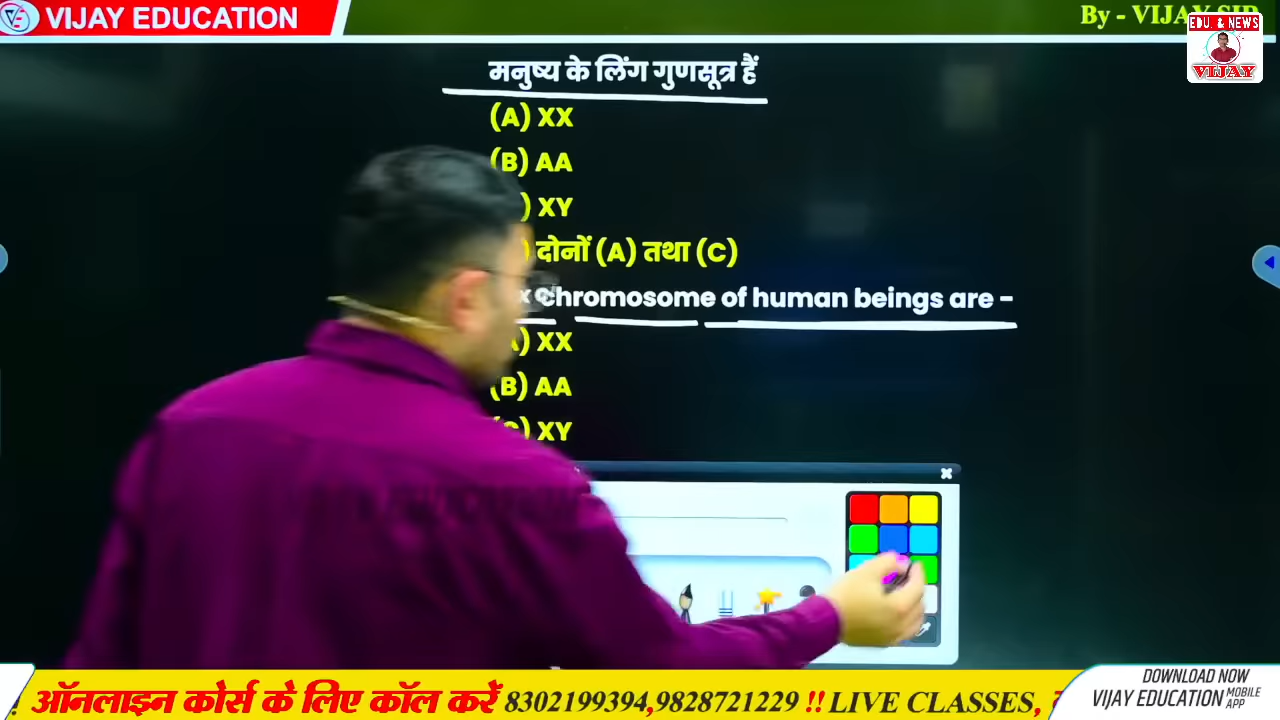 VIJAY EDUCATION
By - VIJAY SIR
EDU. & NEWS
VIJAY
मनुष्य के लिंग गुणसूत्र हैं
(A) XX
(B) AA
) XY
) दोनों (A) तथा (C)
x Chromosome of human beings are -
) XX
(B) AA
) XY
ऑनलाइन कोर्स के लिए कॉल करें 8302199394,9828721229 !! LIVE CLASSES,
DOWNLOAD NOW
VIJAY EDUCATION MOBILE APP